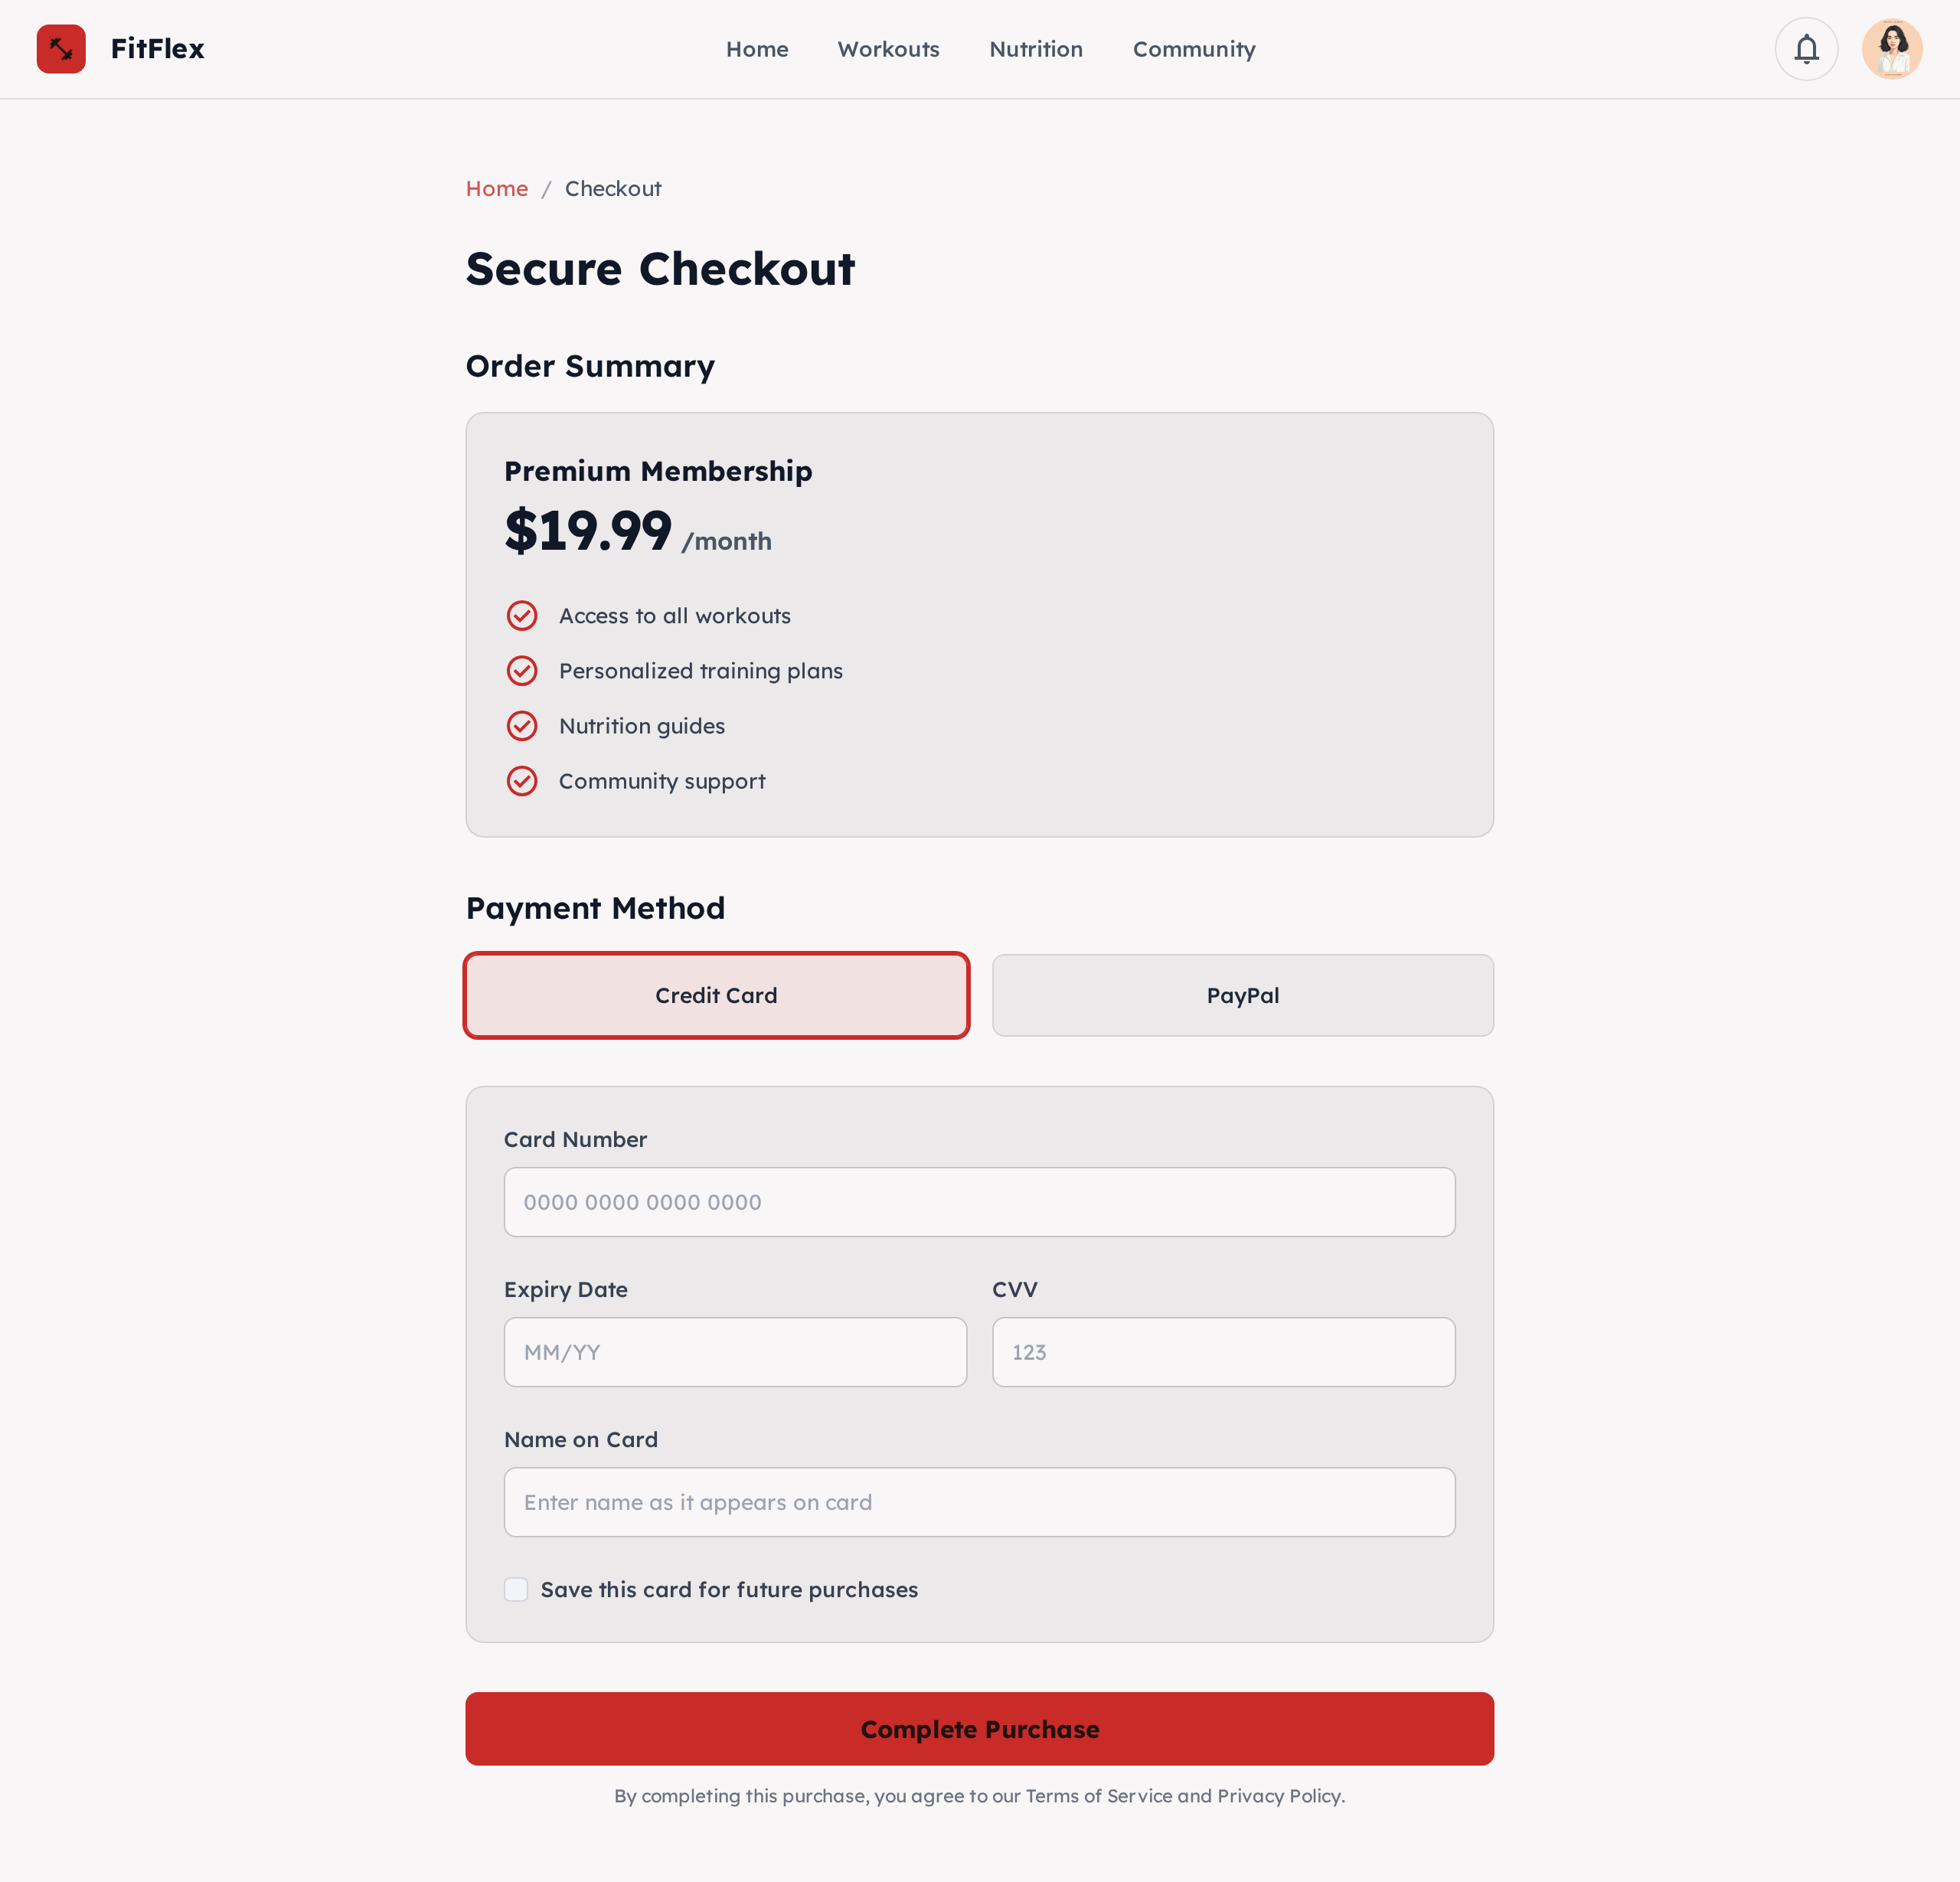 FitFlex
Home
Workouts
Nutrition
Community
Home / Checkout
Secure Checkout
Order Summary
Premium Membership
$19.99 /month
Access to all workouts
Personalized training plans
Nutrition guides
Community support
Payment Method
Credit Card
PayPal
Card Number
0000 0000 0000 0000
Expiry Date
CVV
MM/YY
123
Name on Card
Enter name as it appears on card
Save this card for future purchases
Complete Purchase
By completing this purchase, you agree to our Terms of Service and Privacy Policy.